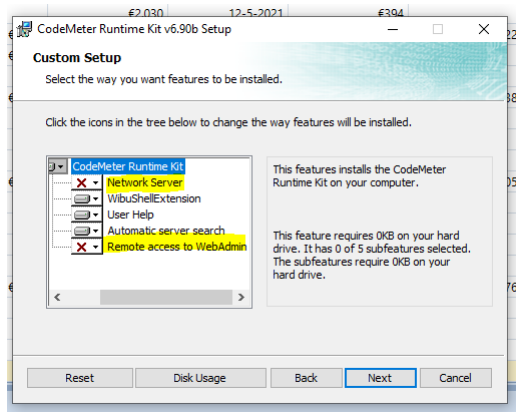 €2,030 12-5-2021 €394
CodeMeter Runtime Kit v6.90b Setup
Custom Setup
Select the way you want features to be installed.
Click the icons in the tree below to change the way features will be installed.
CodeMeter Runtime Kit
Network Server
WibuShellExtension
User Help
Automatic server search
Remote access to WebAdmin
This features installs the CodeMeter
Runtime Kit on your computer.
This feature requires 0KB on your hard
drive. It has 0 of 5 subfeatures selected.
The subfeatures require 0KB on your
hard drive.
Reset Disk Usage Back Next Cancel